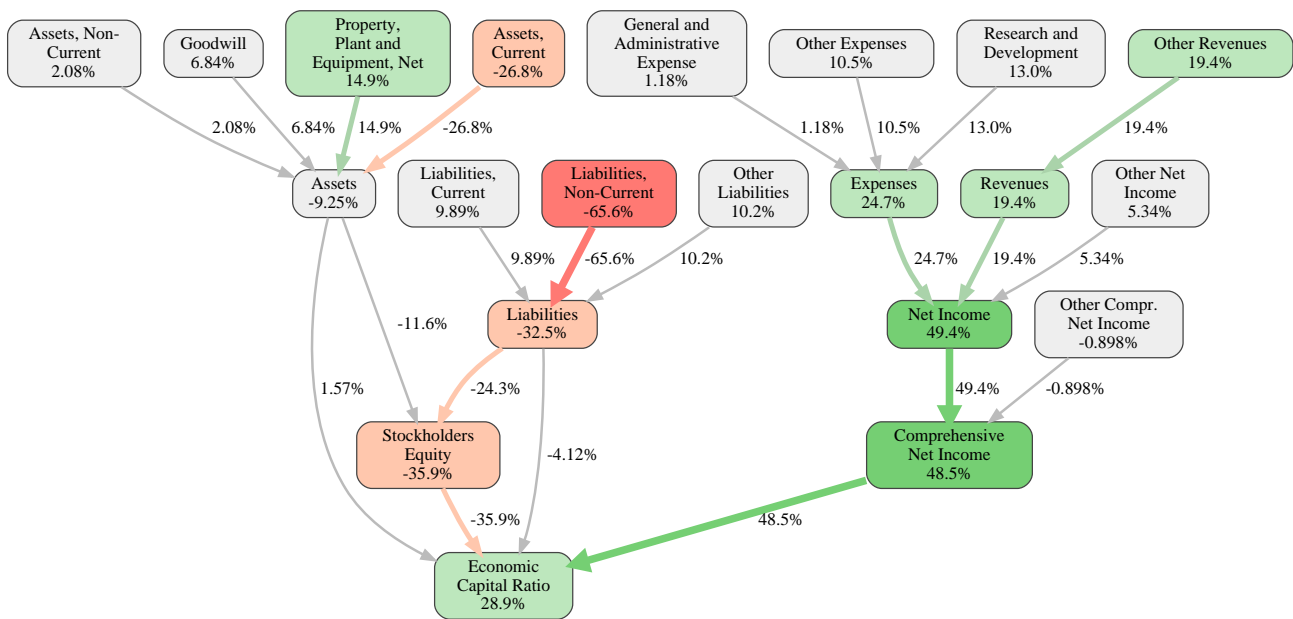 Assets, Non-
Current
2.08%
Goodwill
6.84%
Property,
Plant and
Equipment, Net
14.9%
Assets,
Current
-26.8%
General and
Administrative
Expense
1.18%
Other Expenses
10.5%
Research and
Development
13.0%
Other Revenues
19.4%
2.08%
6.84%
14.9%
-26.8%
1.18%
10.5%
13.0%
19.4%
Assets
-9.25%
Liabilities,
Current
9.89%
Liabilities,
Non-Current
-65.6%
Other
Liabilities
10.2%
Expenses
24.7%
Revenues
19.4%
Other Net
Income
5.34%
9.89%
-65.6%
10.2%
24.7%
19.4%
5.34%
-11.6%
Liabilities
-32.5%
Net Income
49.4%
Other Compr.
Net Income
-0.898%
1.57%
-24.3%
49.4%
-0.898%
Stockholders
Equity
-35.9%
-4.12%
Comprehensive
Net Income
48.5%
-35.9%
48.5%
Economic
Capital Ratio
28.9%